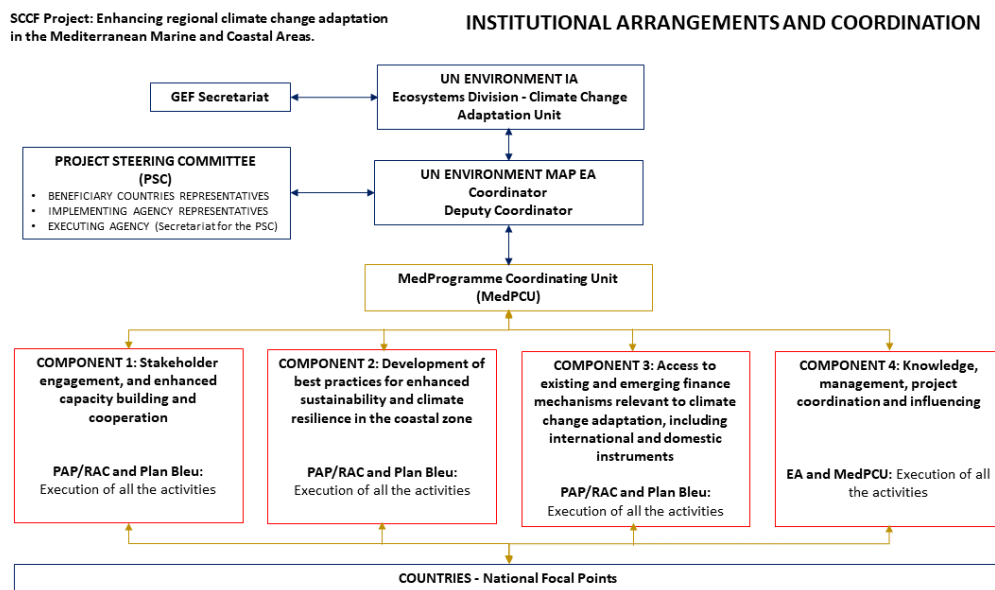 SCCF Project: Enhancing regional climate change adaptation
in the Mediterranean Marine and Coastal Areas.
INSTITUTIONAL ARRANGEMENTS AND COORDINATION
GEF Secretariat
UN ENVIRONMENT IA
Ecosystems Division - Climate Change
Adaptation Unit
PROJECT STEERING COMMITTEE
(PSC)
• BENEFICIARY COUNTRIES REPRESENTATIVES
• IMPLEMENTING AGENCY REPRESENTATIVES
• EXECUTING AGENCY (Secretariat for the PSC)
UN ENVIRONMENT MAP EA
Coordinator
Deputy Coordinator
MedProgramme Coordinating Unit
(MedPCU)
COMPONENT 1: Stakeholder
engagement, and enhanced
capacity building and
cooperation
PAP/RAC and Plan Bleu:
Execution of all the activities
COMPONENT 2: Development of
best practices for enhanced
sustainability and climate
resilience in the coastal zone
PAP/RAC and Plan Bleu:
Execution of all the activities
COMPONENT 3: Access to
existing and emerging finance
mechanisms relevant to climate
change adaptation, including
international and domestic
instruments
PAP/RAC and Plan Bleu:
Execution of all the activities
COMPONENT 4: Knowledge,
management, project
coordination and influencing
EA and MedPCU: Execution of all
the activities
COUNTRIES - National Focal Points